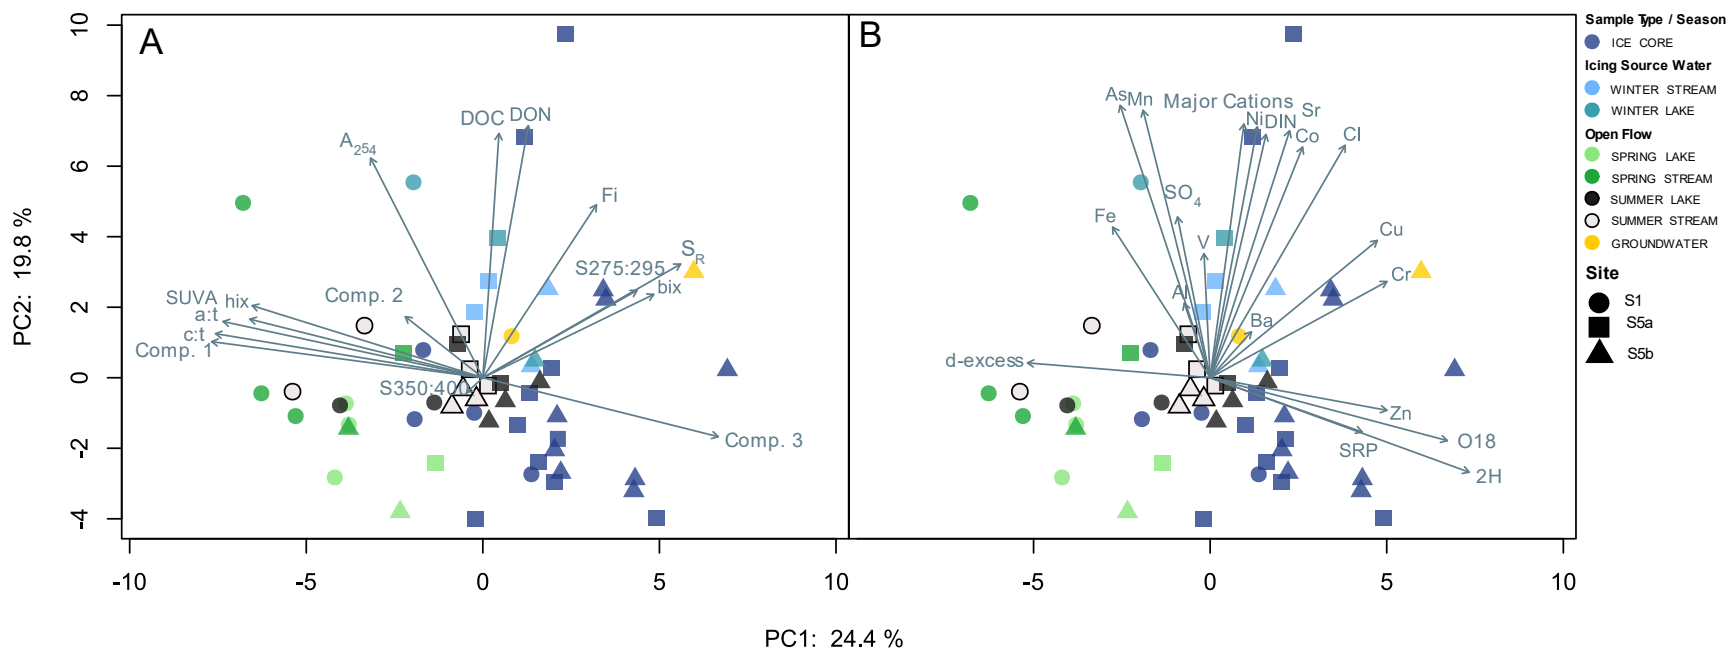 A
B
PC2: 19.8 %
10
8
6
4
2
0
-2
-4
A254
DOC DON
Fi
SR
S275:295
bix
Comp. 2
SUVA hix
a:t
c:t
Comp. 1
S350:400
Comp. 3
As Mn Major Cations
Ni DIN Sr
Co
Cl
SO4
Fe
V
Al
Cu
Cr
Ba
d-excess
Zn
SRP
O18
2H
-10 -5 0 5 10
-5 0 5 10
PC1: 24.4 %
Sample Type / Season
ICE CORE
Icing Source Water
WINTER STREAM
WINTER LAKE
Open Flow
SPRING LAKE
SPRING STREAM
SUMMER LAKE
SUMMER STREAM
GROUNDWATER
Site
S1
S5a
S5b